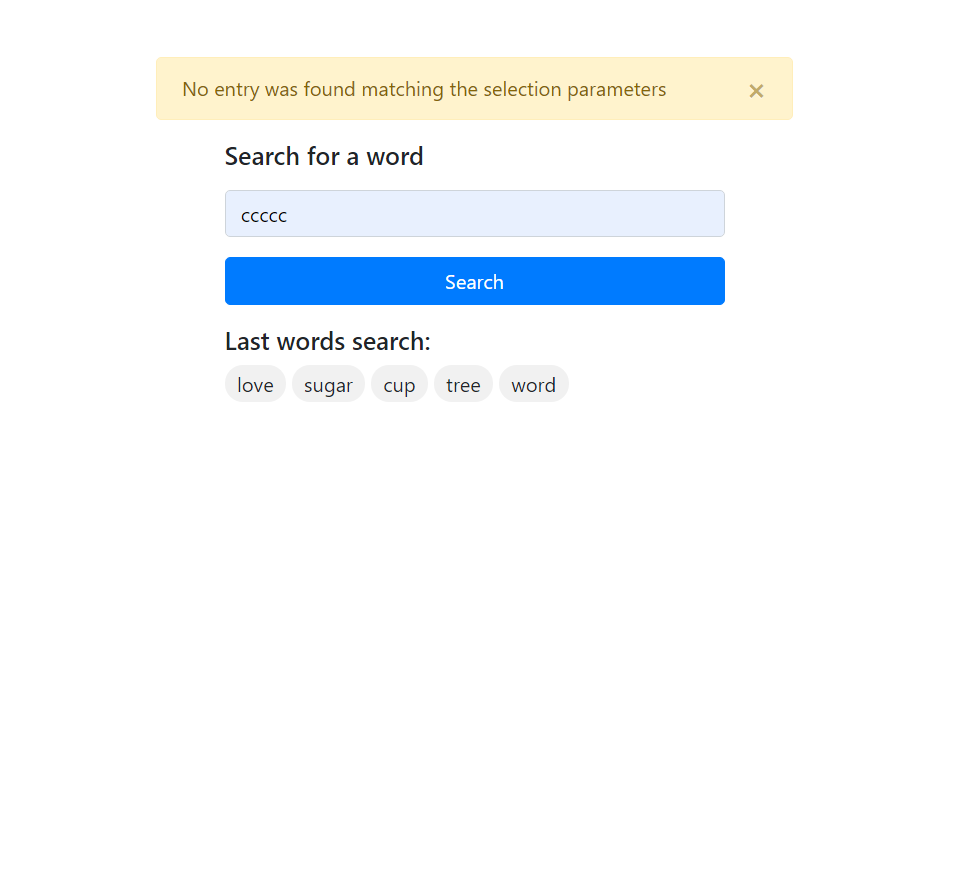 No entry was found matching the selection parameters ×
Search for a word
ccccc
Search
Last words search:
love sugar cup tree word